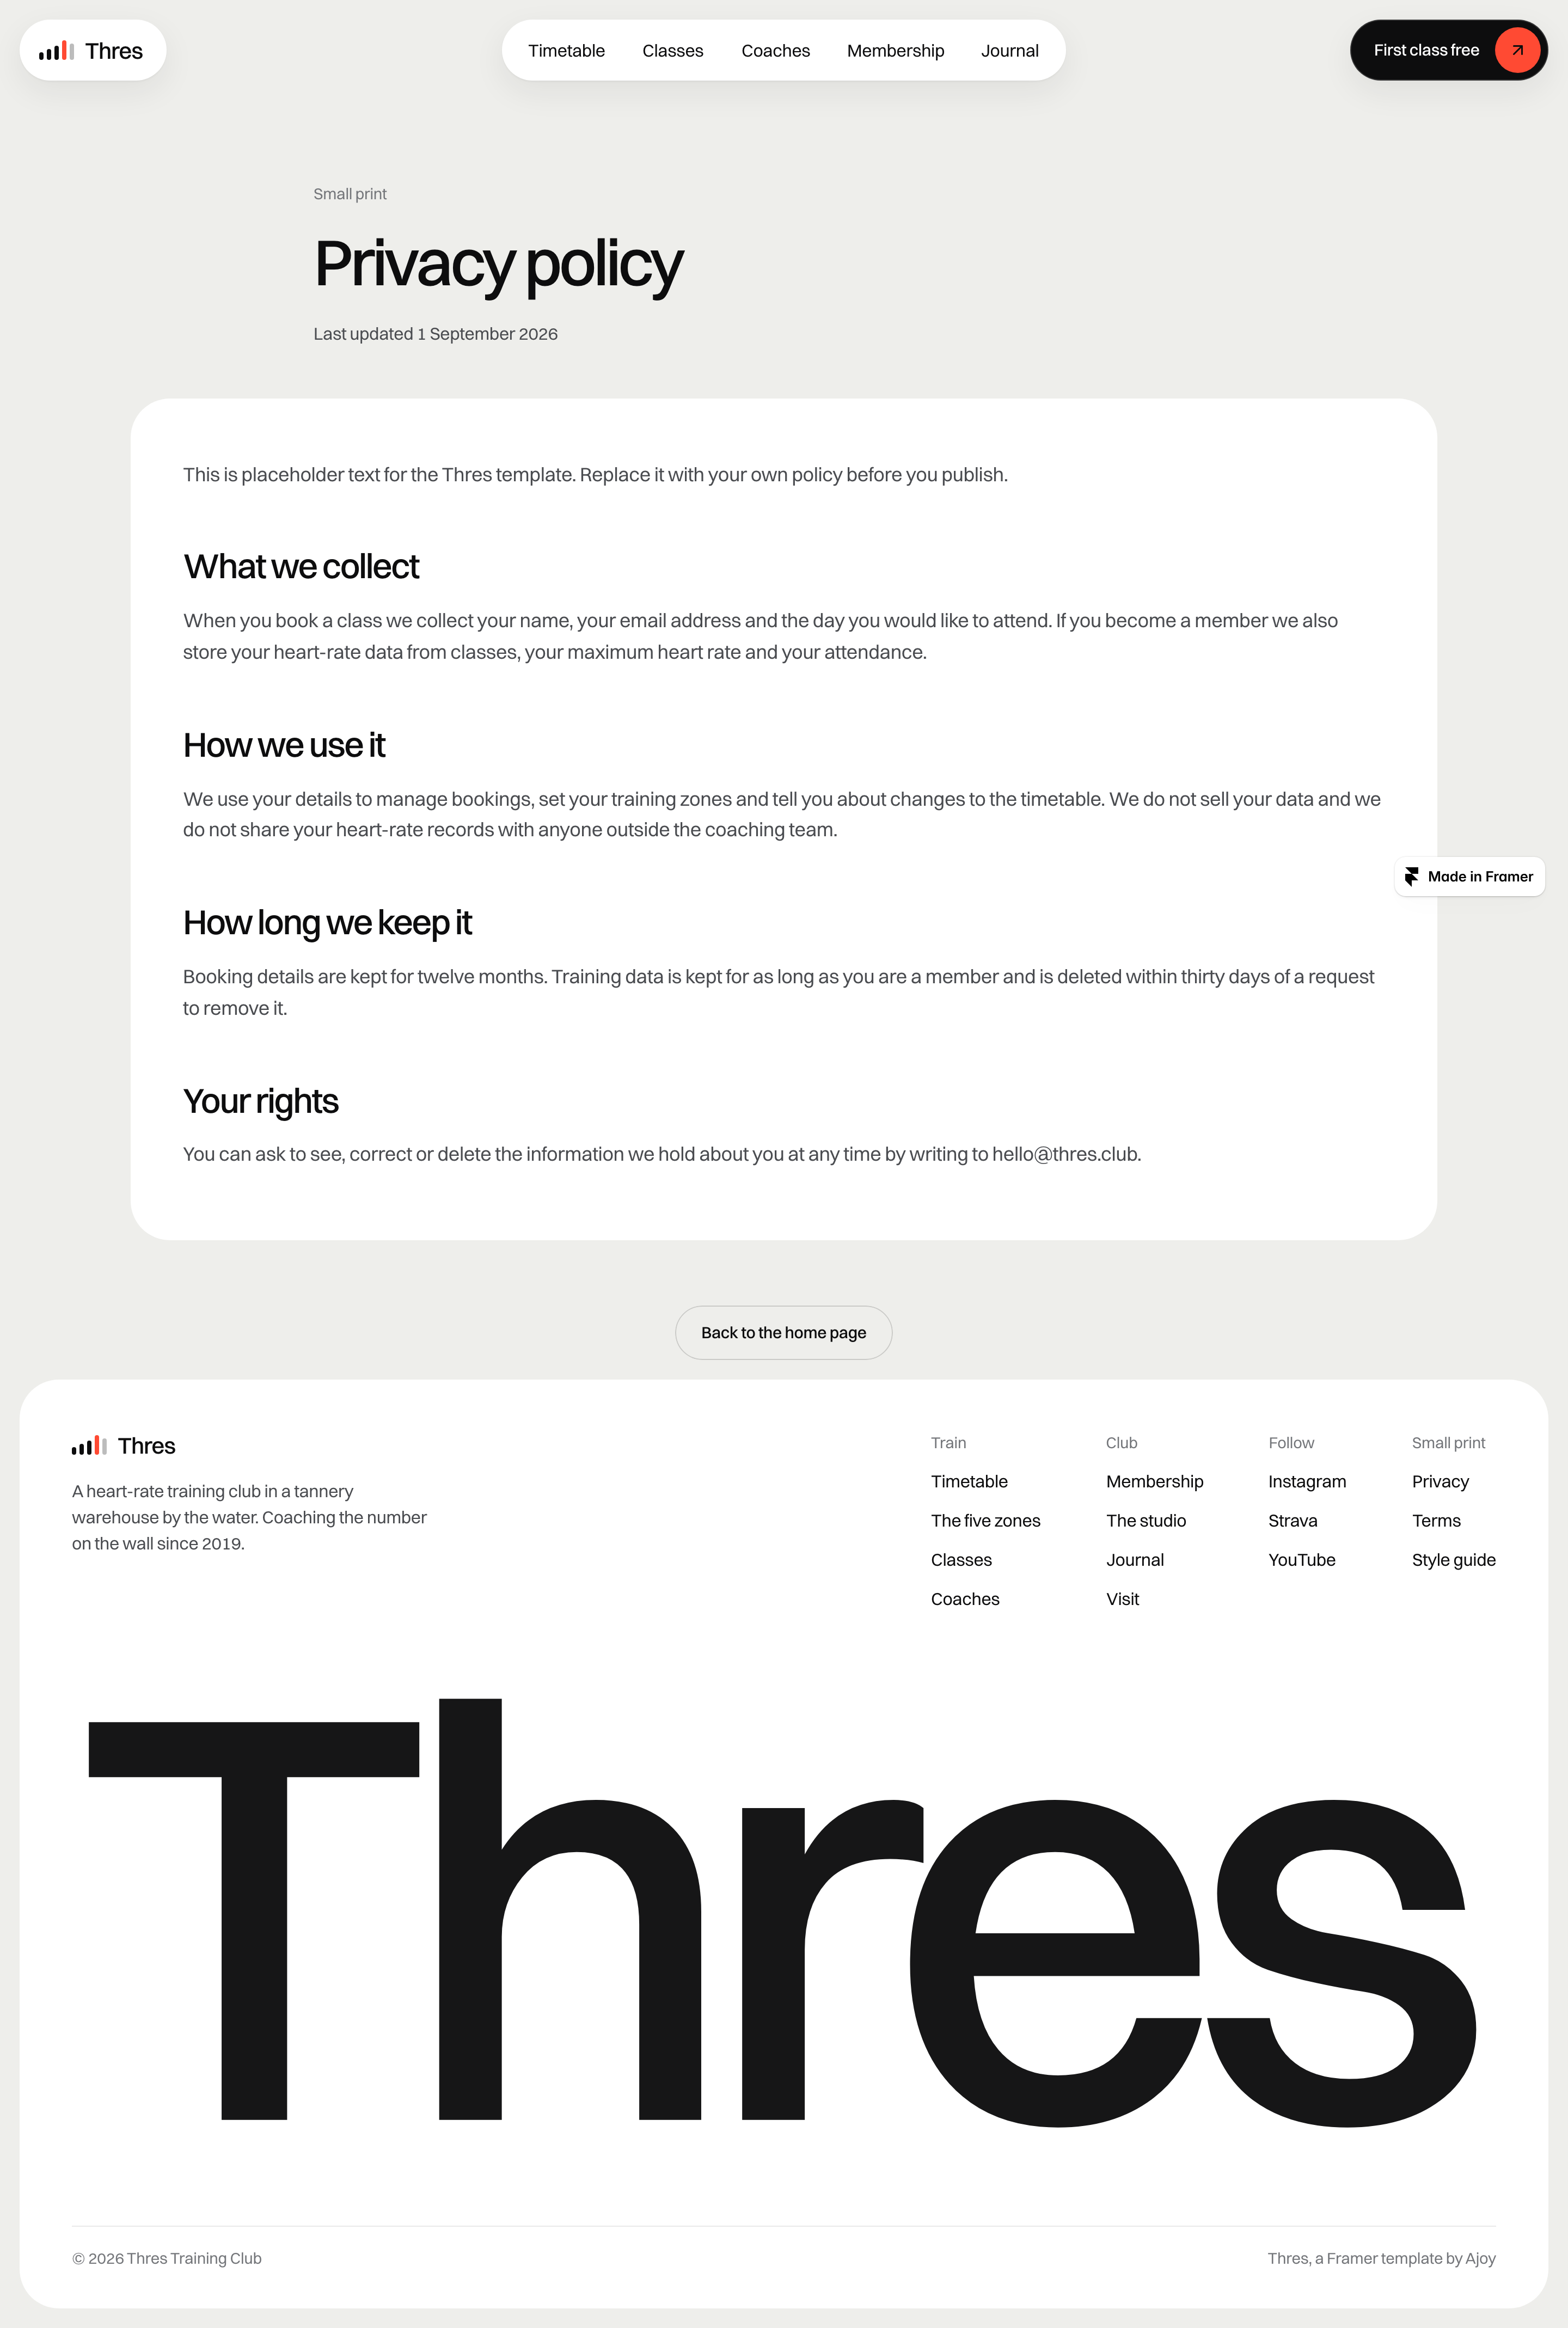 Thres
Timetable
Classes
Coaches
Membership
Journal
First class free
Small print
Privacy policy
Last updated 1 September 2026
This is placeholder text for the Thres template. Replace it with your own policy before you publish.
What we collect
When you book a class we collect your name, your email address and the day you would like to attend. If you become a member we also
store your heart-rate data from classes, your maximum heart rate and your attendance.
How we use it
We use your details to manage bookings, set your training zones and tell you about changes to the timetable. We do not sell your data and we
do not share your heart-rate records with anyone outside the coaching team.
Made in Framer
How long we keep it
Booking details are kept for twelve months. Training data is kept for as long as you are a member and is deleted within thirty days of a request
to remove it.
Your rights
You can ask to see, correct or delete the information we hold about you at any time by writing to hello@thres.club.
Back to the home page
Thres
A heart-rate training club in a tannery
warehouse by the water. Coaching the number
on the wall since 2019.
Train
Timetable
The five zones
Classes
Coaches
Club
Membership
The studio
Journal
Visit
Follow
Instagram
Strava
YouTube
Small print
Privacy
Terms
Style guide
Thres
© 2026 Thres Training Club
Thres, a Framer template by Ajoy